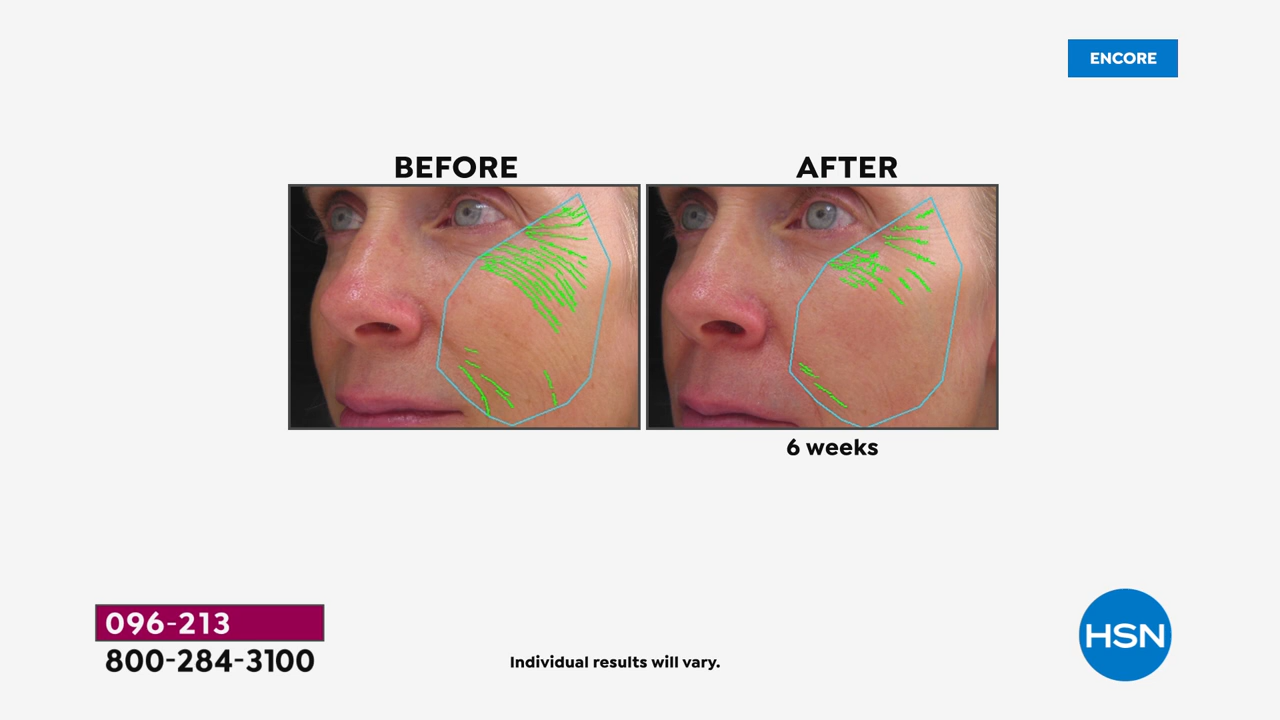 ENCORE
BEFORE
AFTER
6 weeks
096-213
800-284-3100
Individual results will vary.
HSN